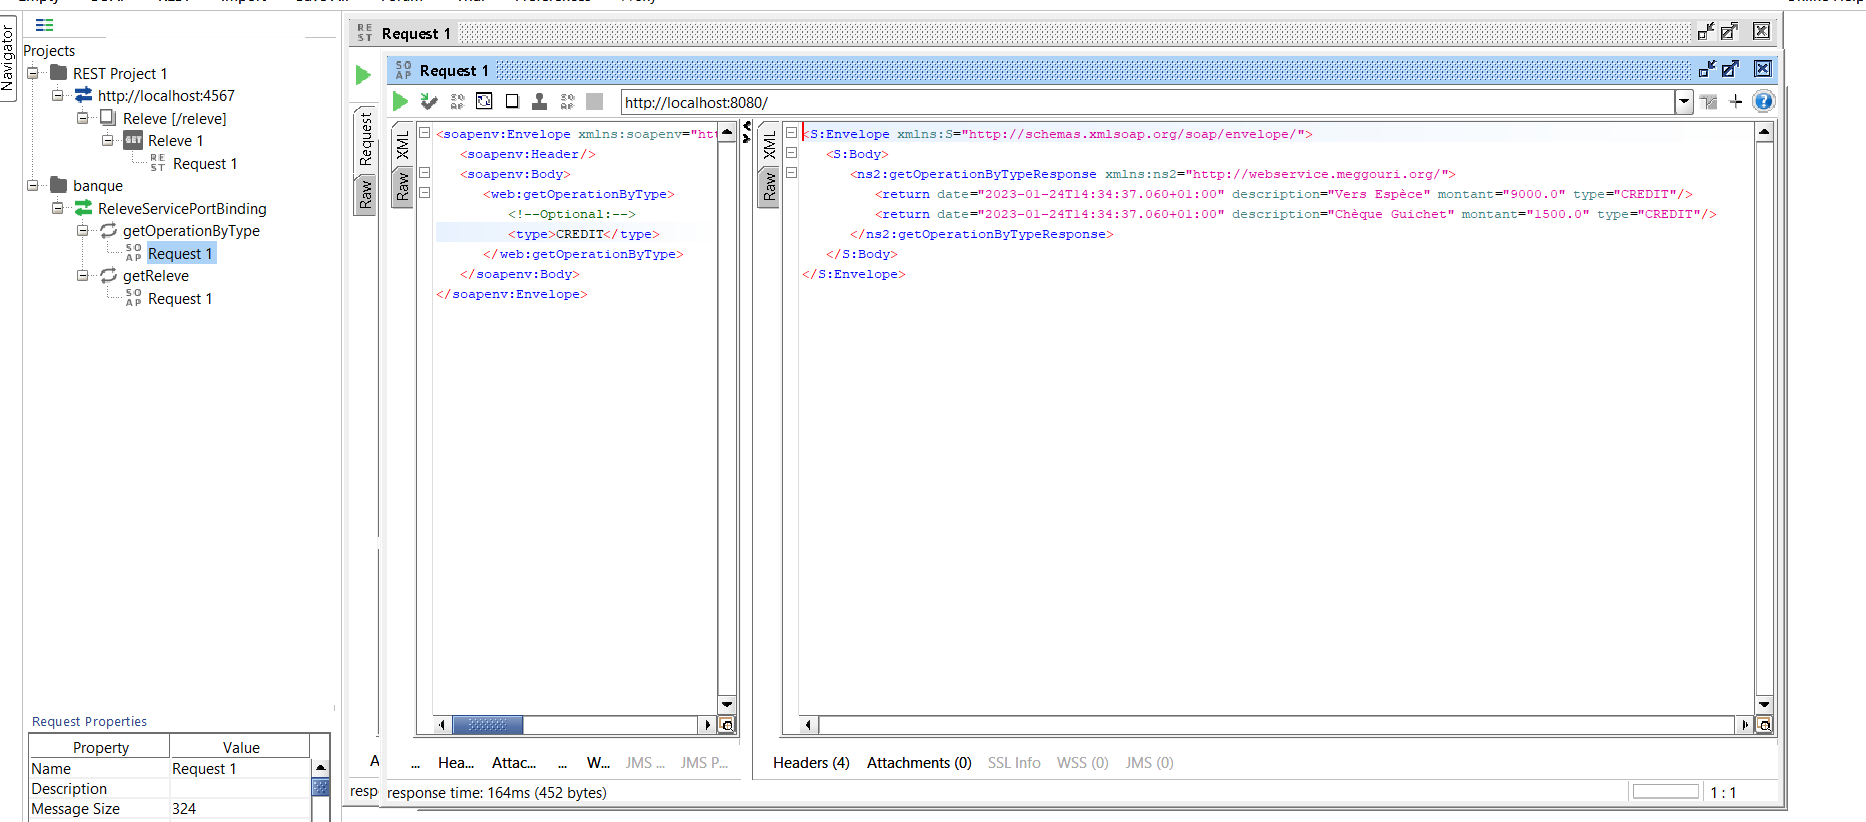 Navigator
Projects
REST Project 1
http://localhost:4567
Releve [/releve]
GET Releve 1
REST Request 1
banque
ReleveServicePortBinding
getOperationByType
SOAP Request 1
getReleve
SOAP Request 1
Request Properties
Property Value
Name Request 1
Description
Message Size 324
REST Request 1
Request
Raw
SOAP Request 1
http://localhost:8080/
XML
Raw
<soapenv:Envelope xmlns:soapenv="htt
<soapenv:Header/>
<soapenv:Body>
<web:getOperationByType>
<!--Optional:-->
<type>CREDIT</type>
</web:getOperationByType>
</soapenv:Body>
</soapenv:Envelope>
XML
Raw
<S:Envelope xmlns:S="http://schemas.xmlsoap.org/soap/envelope/">
<S:Body>
<ns2:getOperationByTypeResponse xmlns:ns2="http://webservice.meggouri.org/">
<return date="2023-01-24T14:34:37.060+01:00" description="Vers Espèce" montant="9000.0" type="CREDIT"/>
<return date="2023-01-24T14:34:37.060+01:00" description="Chèque Guichet" montant="1500.0" type="CREDIT"/>
</ns2:getOperationByTypeResponse>
</S:Body>
</S:Envelope>
A ... Hea... Attac... ... W... JMS ... JMS P...
Headers (4) Attachments (0) SSL Info WSS (0) JMS (0)
resp response time: 164ms (452 bytes)
1 : 1